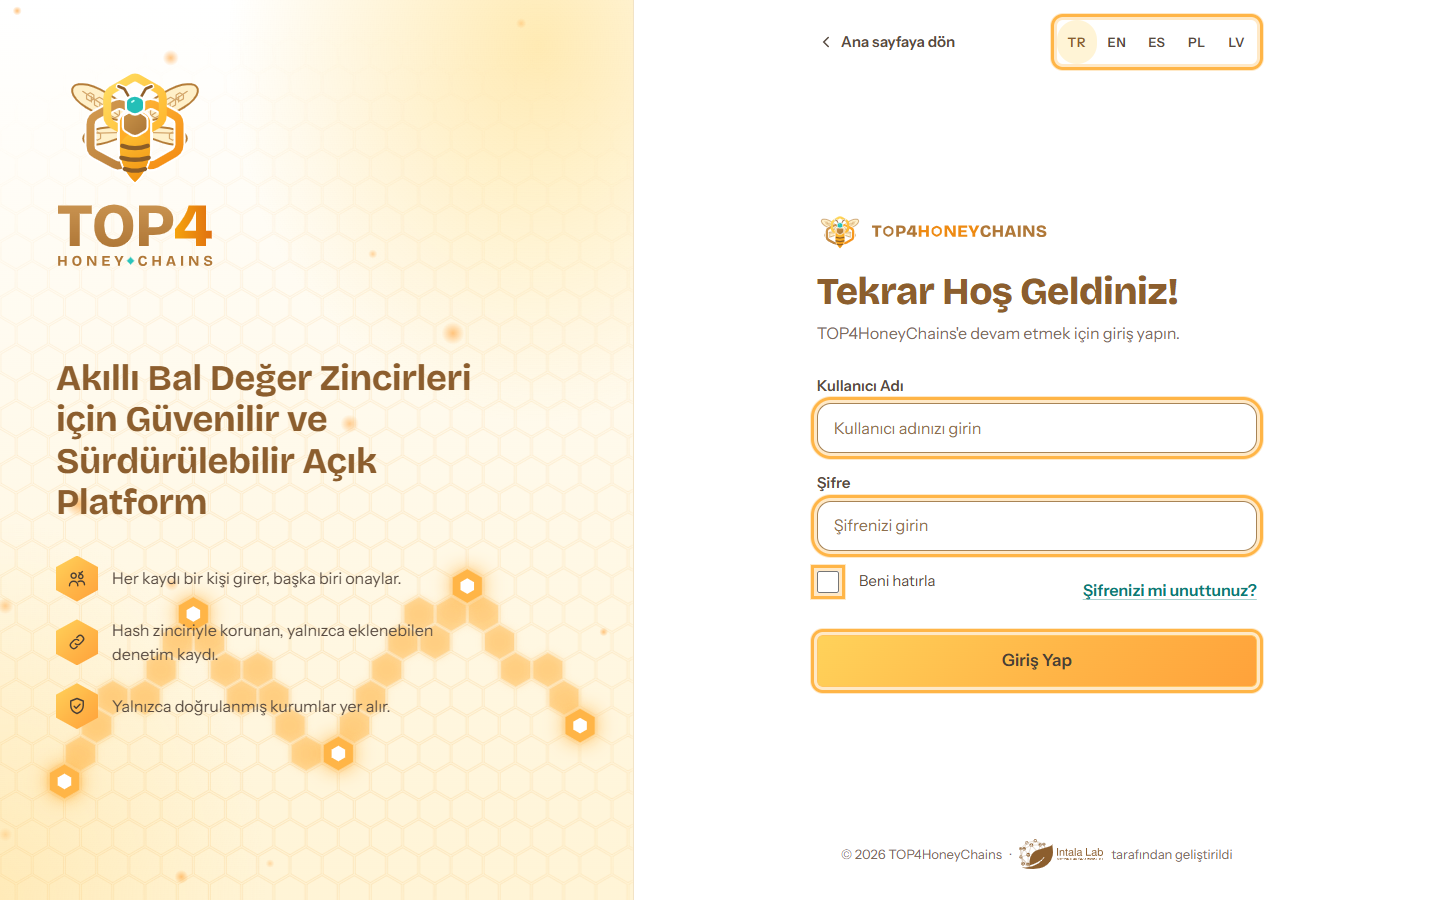 TOP4
HONEY CHAINS
Akıllı Bal Değer Zincirleri
için Güvenilir ve
Sürdürülebilir Açık
Platform
Her kaydı bir kişi girer, başka biri onaylar.
Hash zinciriyle korunan, yalnızca eklenebilen
denetim kaydı.
Yalnızca doğrulanmış kurumlar yer alır.
Ana sayfaya dön
TR EN ES PL LV
TOP4HONEYCHAINS
Tekrar Hoş Geldiniz!
TOP4HoneyChains'e devam etmek için giriş yapın.
Kullanıcı Adı
Kullanıcı adınızı girin
Şifre
Şifrenizi girin
Beni hatırla
Şifrenizi mi unuttunuz?
Giriş Yap
© 2026 TOP4HoneyChains · Intala Lab tarafından geliştirildi